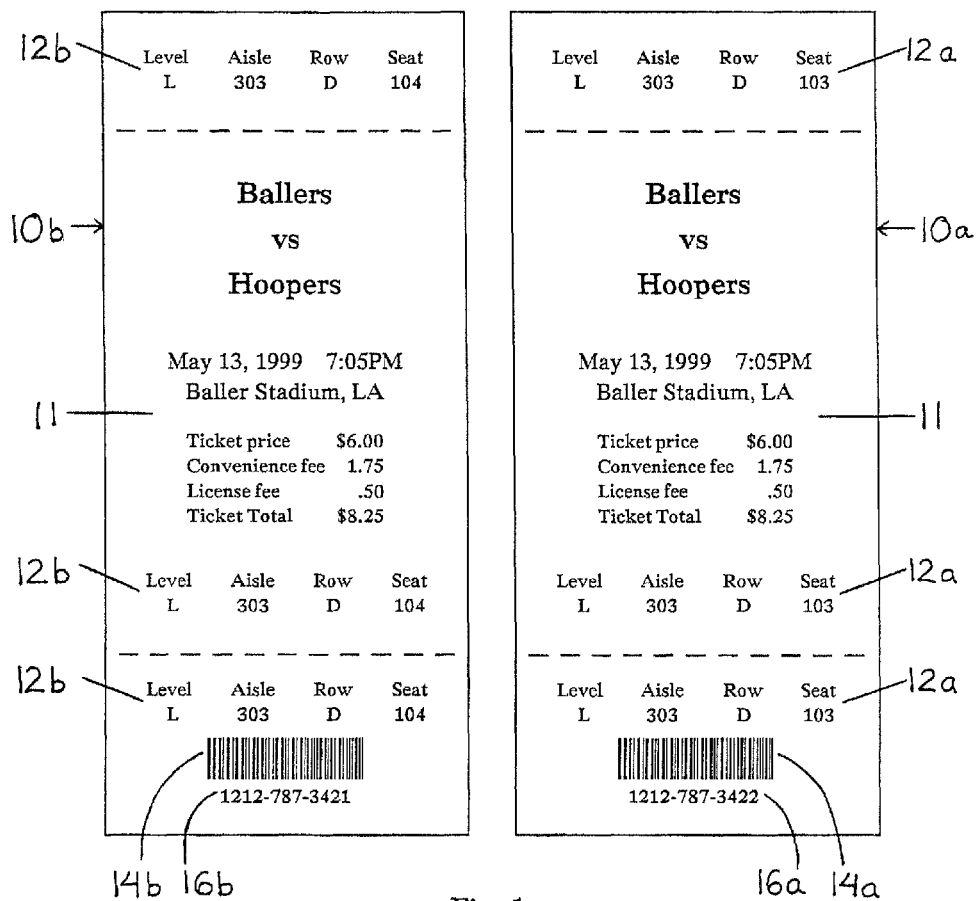 12b
Level Aisle Row Seat
L 303 D 104
10b
Ballers
vs
Hoopers
May 13, 1999 7:05PM
Baller Stadium, LA
11
Ticket price $6.00
Convenience fee 1.75
License fee .50
Ticket Total $8.25
12b
Level Aisle Row Seat
L 303 D 104
12b
Level Aisle Row Seat
L 303 D 104
1212-787-3421
14b 16b
12a
Level Aisle Row Seat
L 303 D 103
10a
Ballers
vs
Hoopers
May 13, 1999 7:05PM
Baller Stadium, LA
11
Ticket price $6.00
Convenience fee 1.75
License fee .50
Ticket Total $8.25
12a
Level Aisle Row Seat
L 303 D 103
12a
Level Aisle Row Seat
L 303 D 103
1212-787-3422
16a 14a